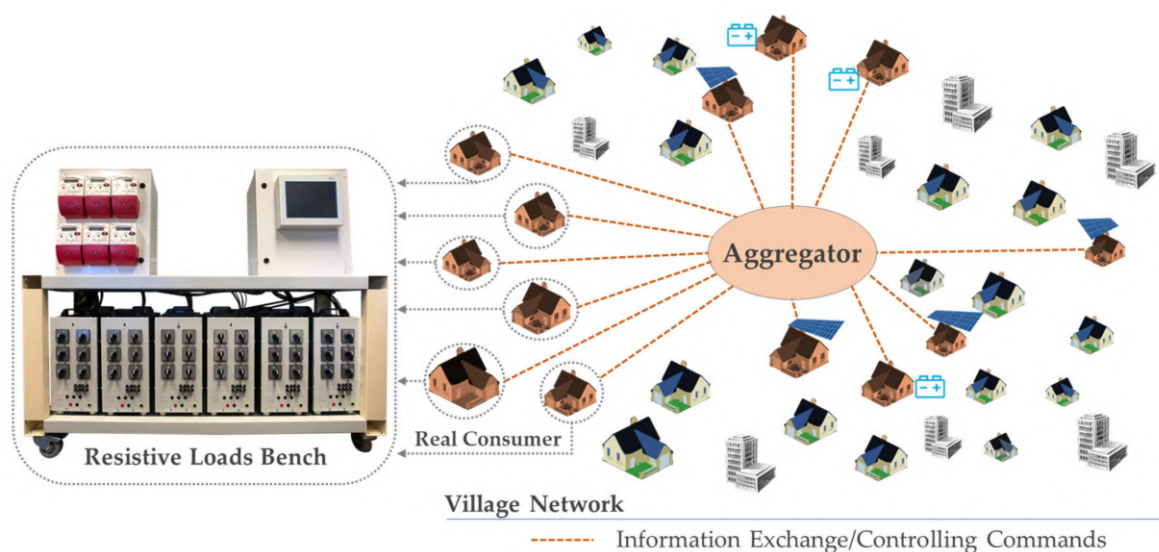 Aggregator
Real Consumer
Resistive Loads Bench
Village Network
Information Exchange/Controlling Commands